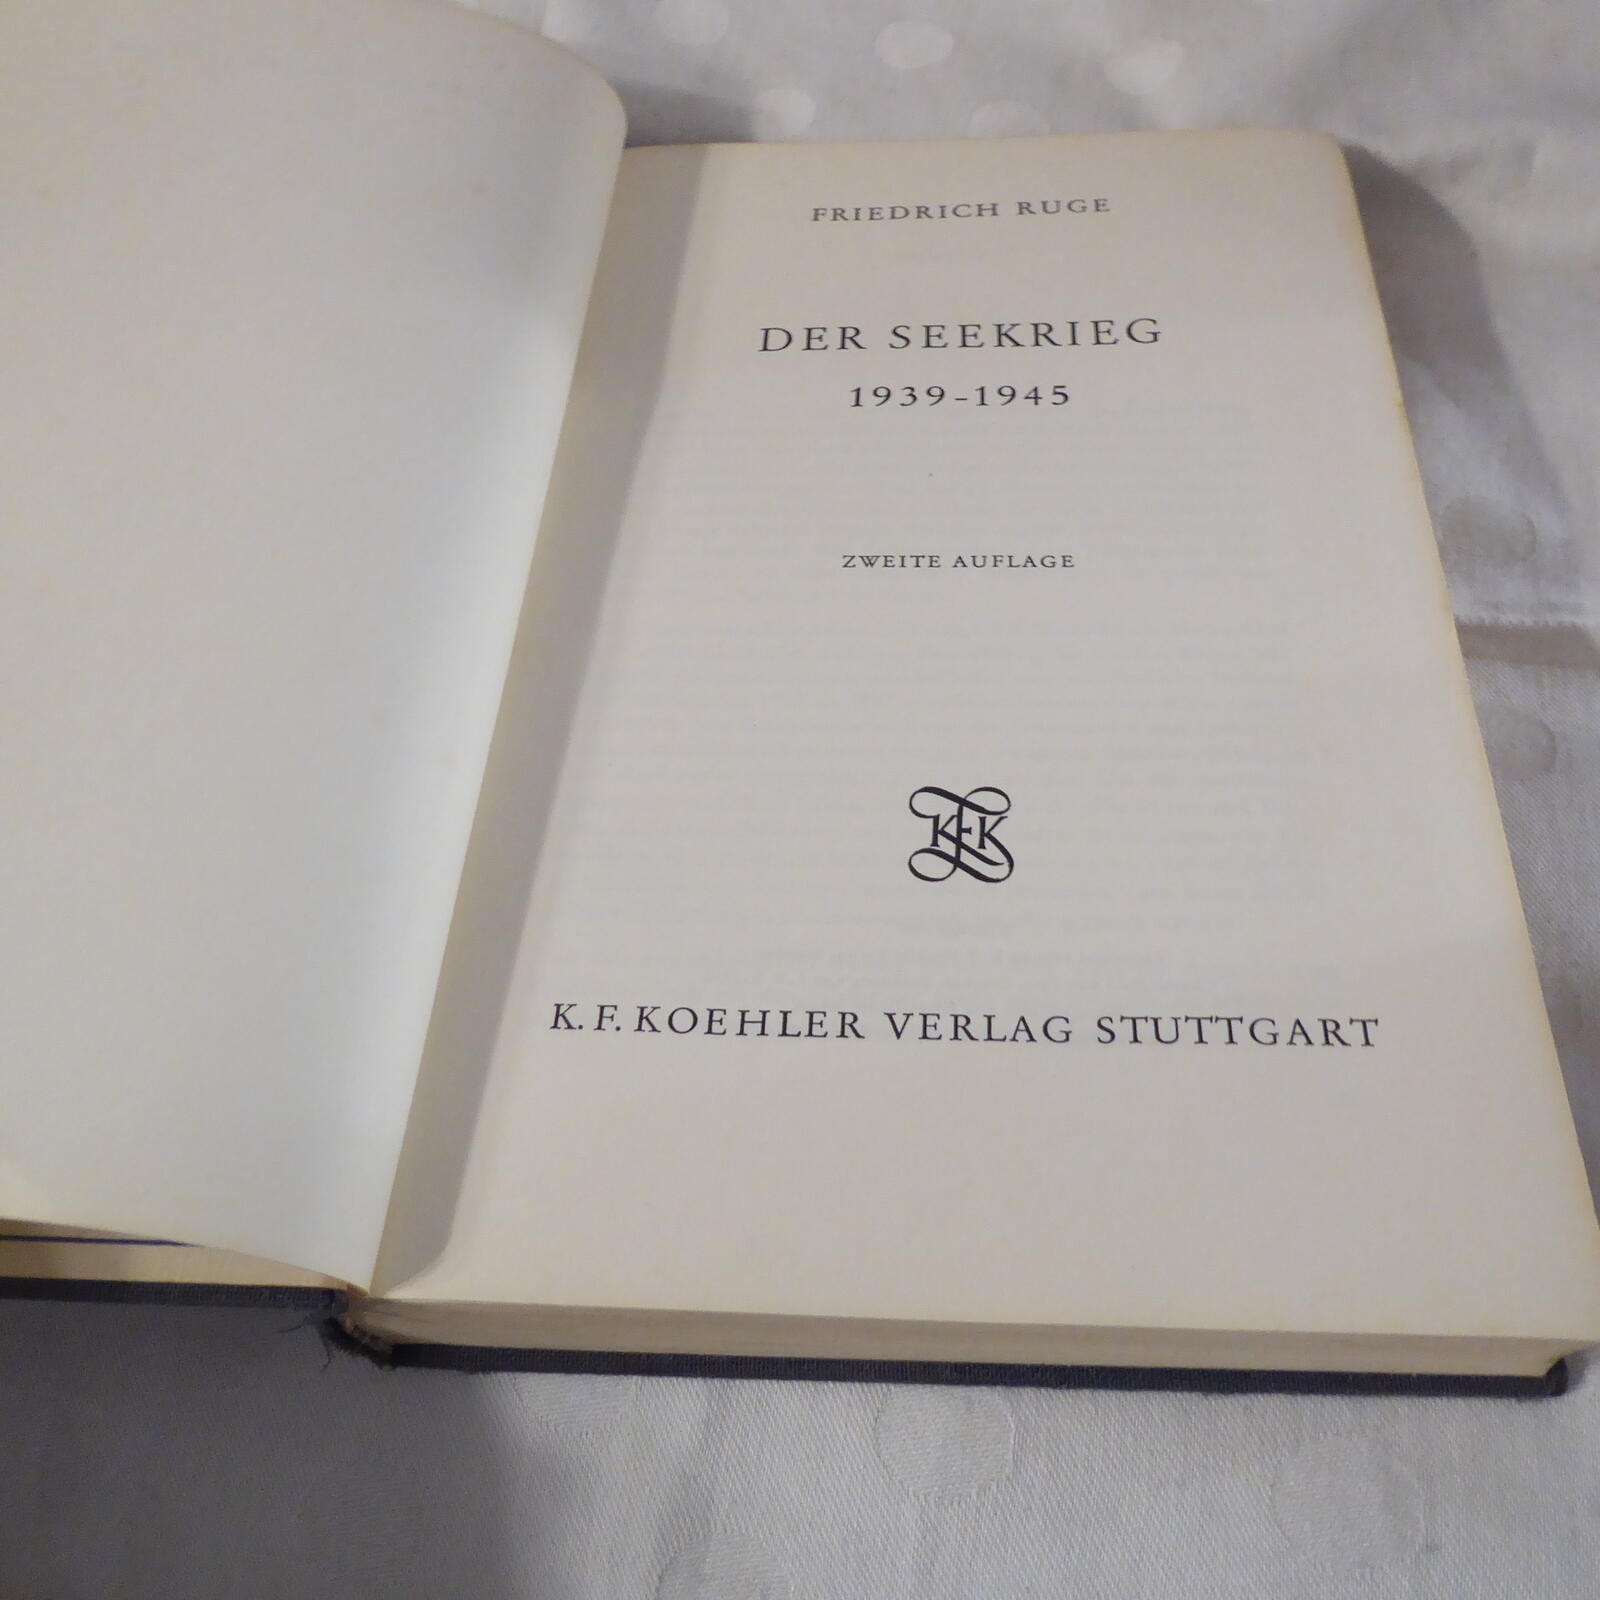 FRIEDRICH RUGE
DER SEEKRIEG
1939-1945
ZWEITE AUFLAGE
KFK
K. F. KOEHLER VERLAG STUTTGART